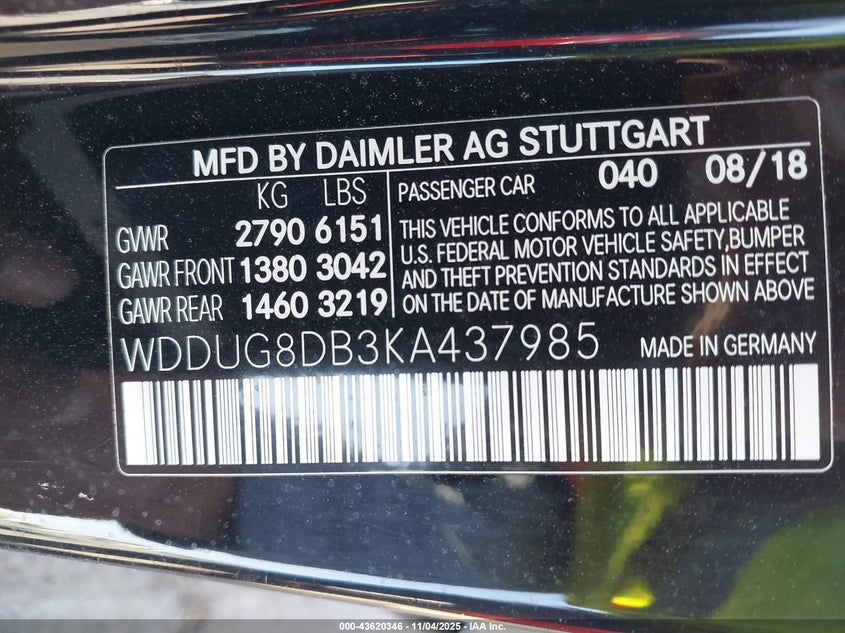 MFD BY DAIMLER AG STUTTGART
KG LBS PASSENGER CAR 040 08/18
GVWR 2790 6151
GAWR FRONT 1380 3042
GAWR REAR 1460 3219
THIS VEHICLE CONFORMS TO ALL APPLICABLE
U.S. FEDERAL MOTOR VEHICLE SAFETY, BUMPER
AND THEFT PREVENTION STANDARDS IN EFFECT
ON THE DATE OF MANUFACTURE SHOWN ABOVE
WDDUG8DB3KA437985 MADE IN GERMANY
000-43620346 - 11/04/2025 - IAA Inc.